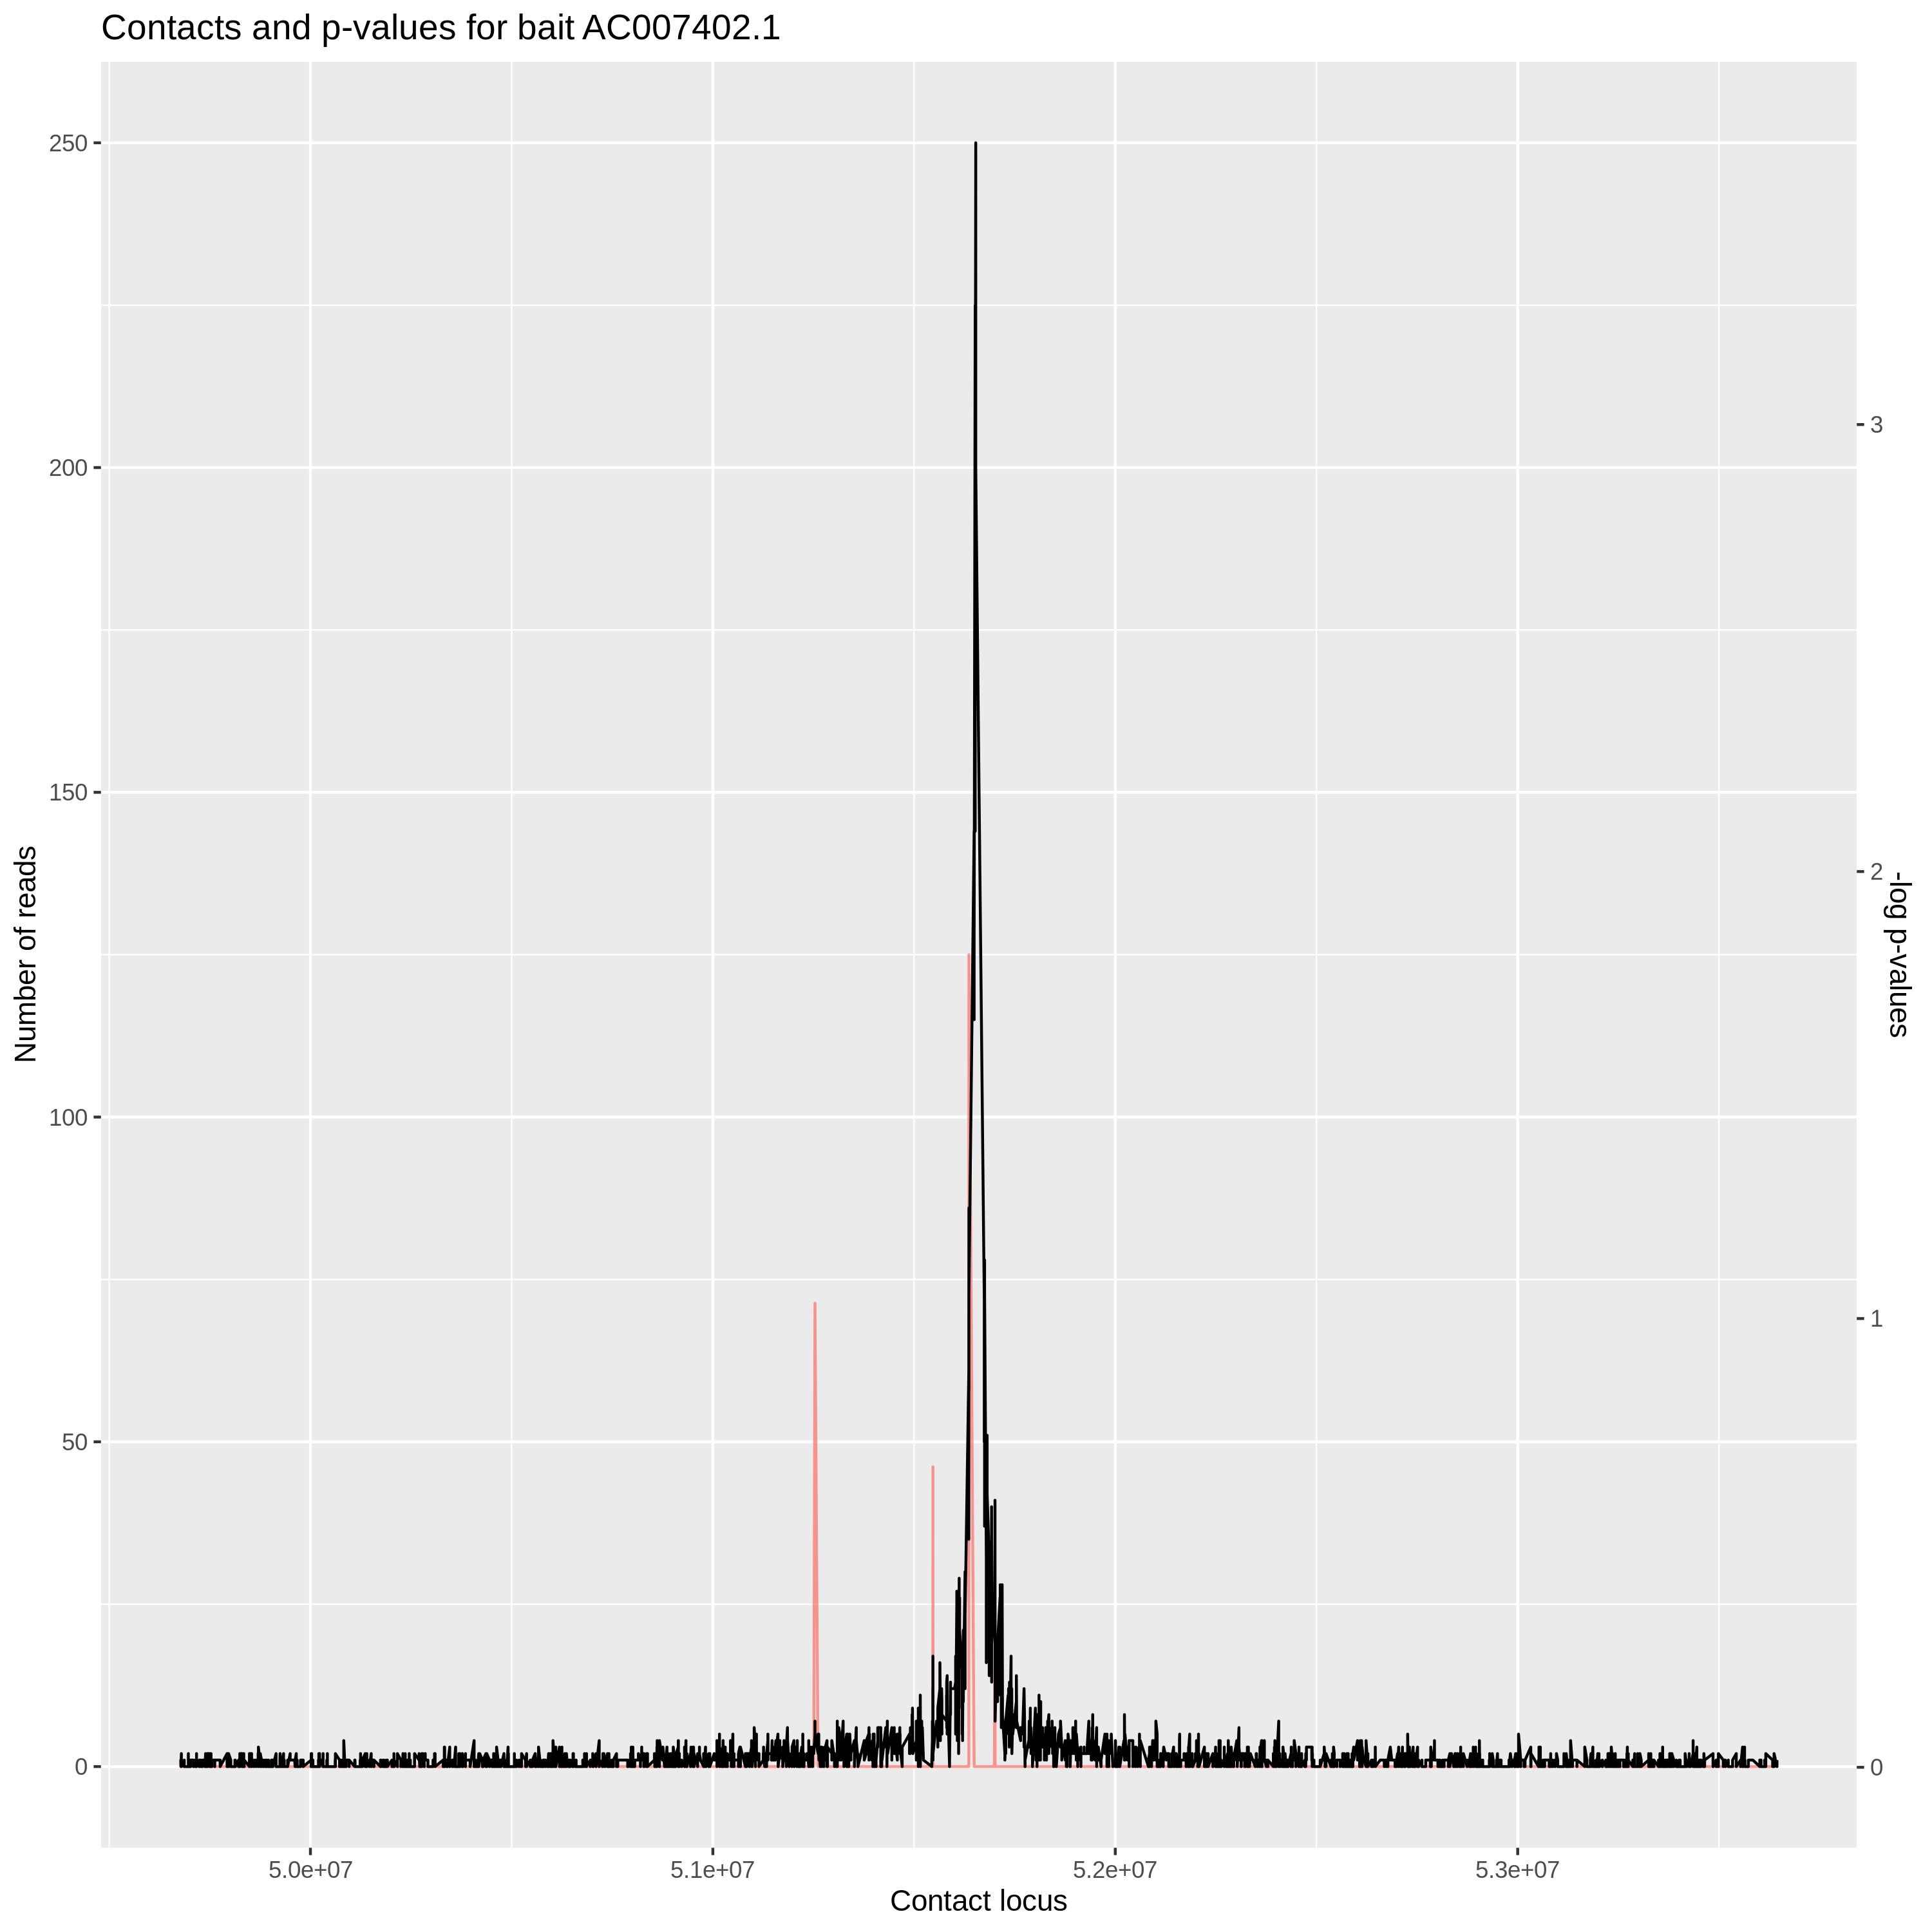 Contacts and p-values for bait AC007402.1
250
200
150
100
50
0
Number of reads
3
2
1
0
-log p-values
5.0e+07
5.1e+07
5.2e+07
5.3e+07
Contact locus